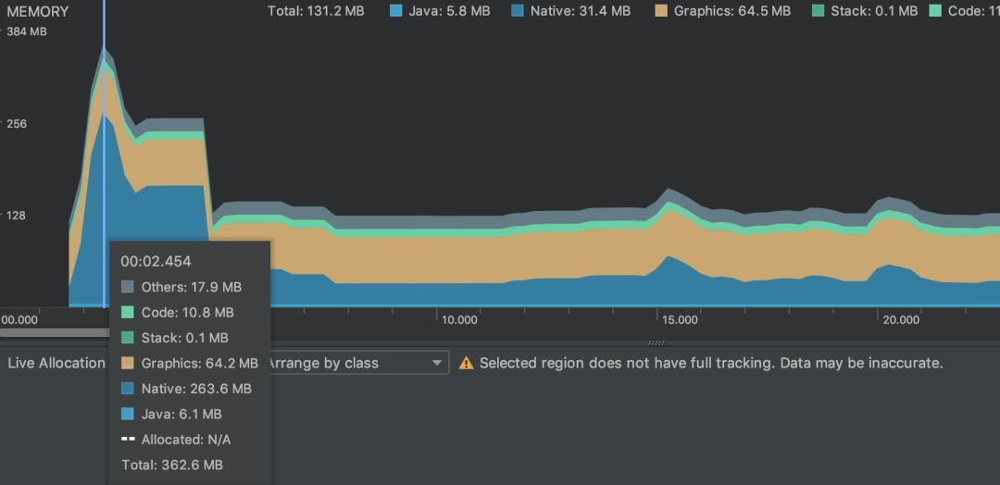 MEMORY Total: 131.2 MB Java: 5.8 MB Native: 31.4 MB Graphics: 64.5 MB Stack: 0.1 MB Code: 11
384 MB
256
128
00:02.454
Others: 17.9 MB
Code: 10.8 MB
Stack: 0.1 MB
Graphics: 64.2 MB
Native: 263.6 MB
Java: 6.1 MB
Allocated: N/A
Total: 362.6 MB
00.000 10.000 15.000 20.000
Live Allocation Arrange by class Selected region does not have full tracking. Data may be inaccurate.